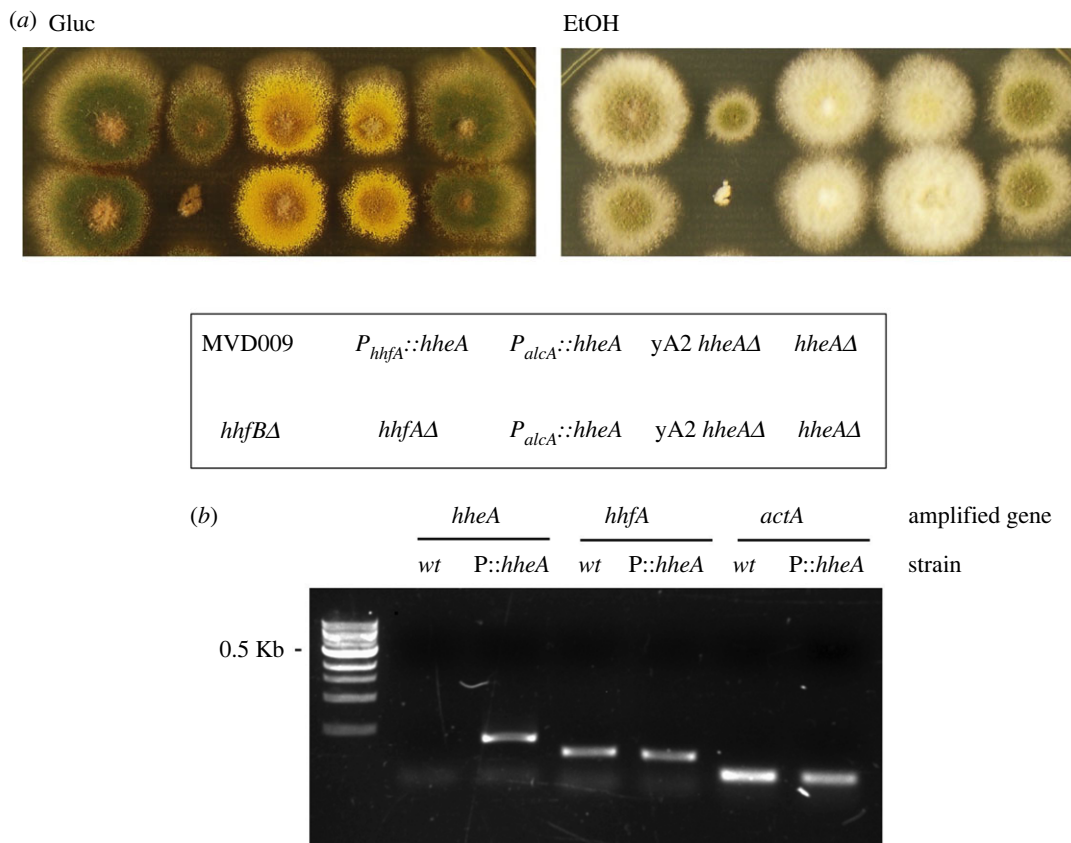 (a) Gluc EtOH
MVD009 PhhfA::hheA PalcA::hheA yA2 hheAΔ hheAΔ
hhfBΔ hhfAΔ PalcA::hheA yA2 hheAΔ hheAΔ
(b) hheA hhfA actA amplified gene
wt P::hheA wt P::hheA wt P::hheA strain
0.5 Kb -